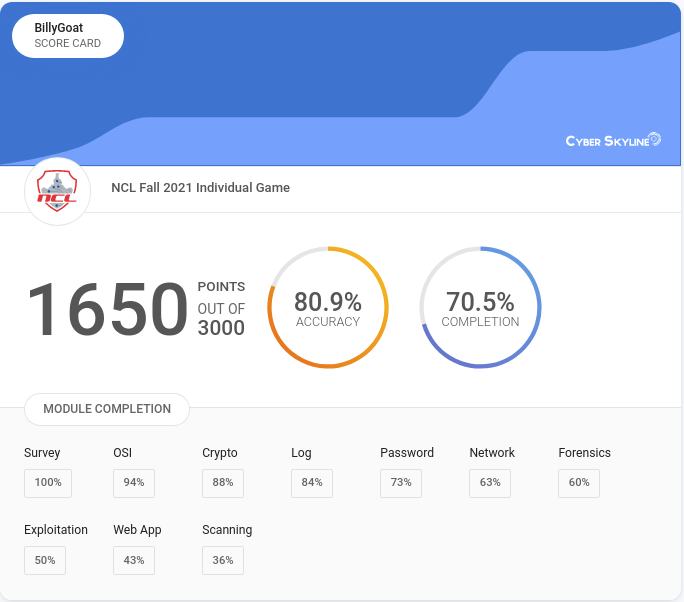 BillyGoat
SCORE CARD
CYBER SKYLINE
NCL
NCL Fall 2021 Individual Game
1650
POINTS
OUT OF
3000
80.9%
ACCURACY
70.5%
COMPLETION
MODULE COMPLETION
Survey OSI Crypto Log Password Network Forensics
100% 94% 88% 84% 73% 63% 60%
Exploitation Web App Scanning
50% 43% 36%